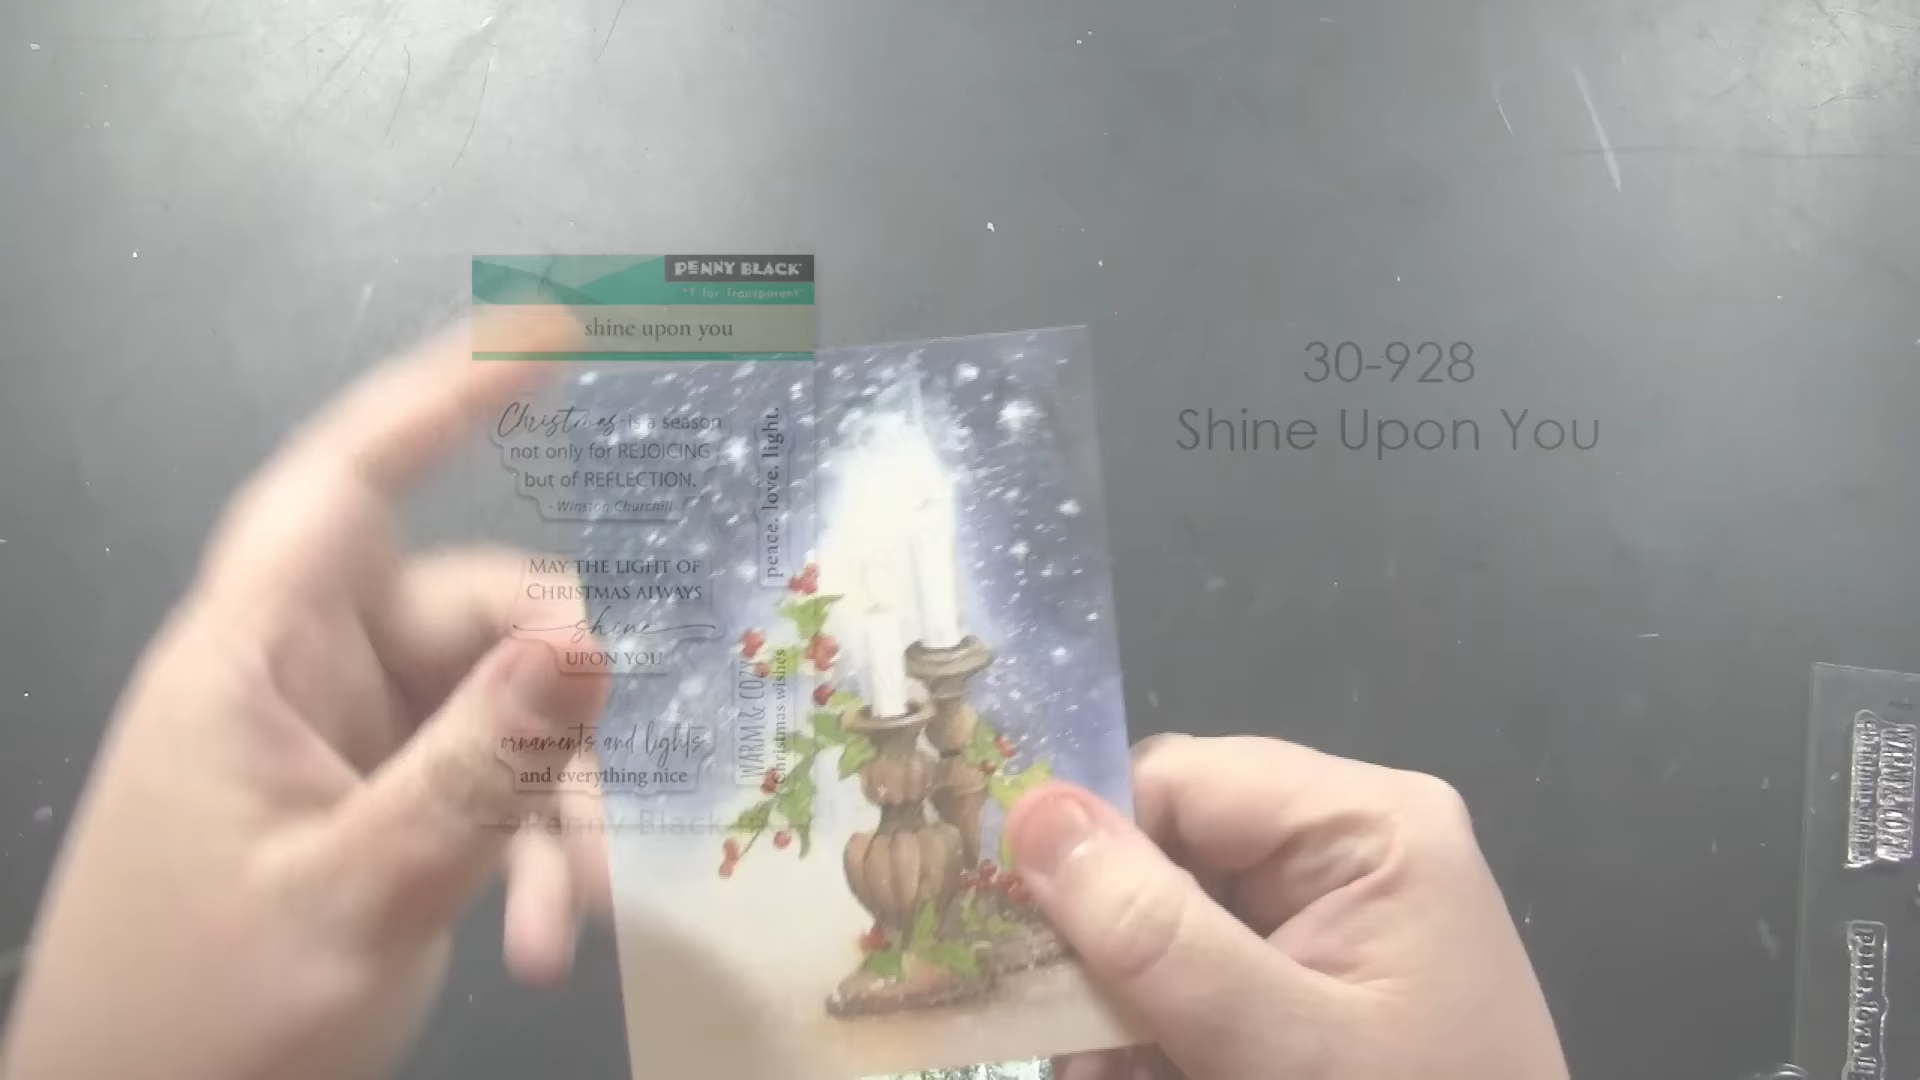 PENNY BLACK
"T for Transparent"
shine upon you
Christmas is a season
not only for REJOICING
but of REFLECTION.
- Winston Churchill
peace. love. light.
MAY THE LIGHT OF
CHRISTMAS ALWAYS
shine
UPON YOU
WARM & COZY
Christmas wishes
ornaments and lights
and everything nice
©Penny Black
30-928
Shine Upon You